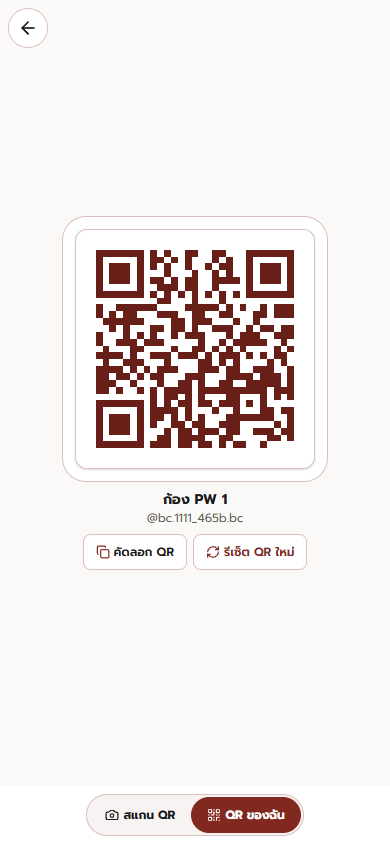 ก้อง PW 1
@bc.1111_465b.bc
คัดลอก QR
รีเซ็ต QR ใหม่
สแกน QR
QR ของฉัน